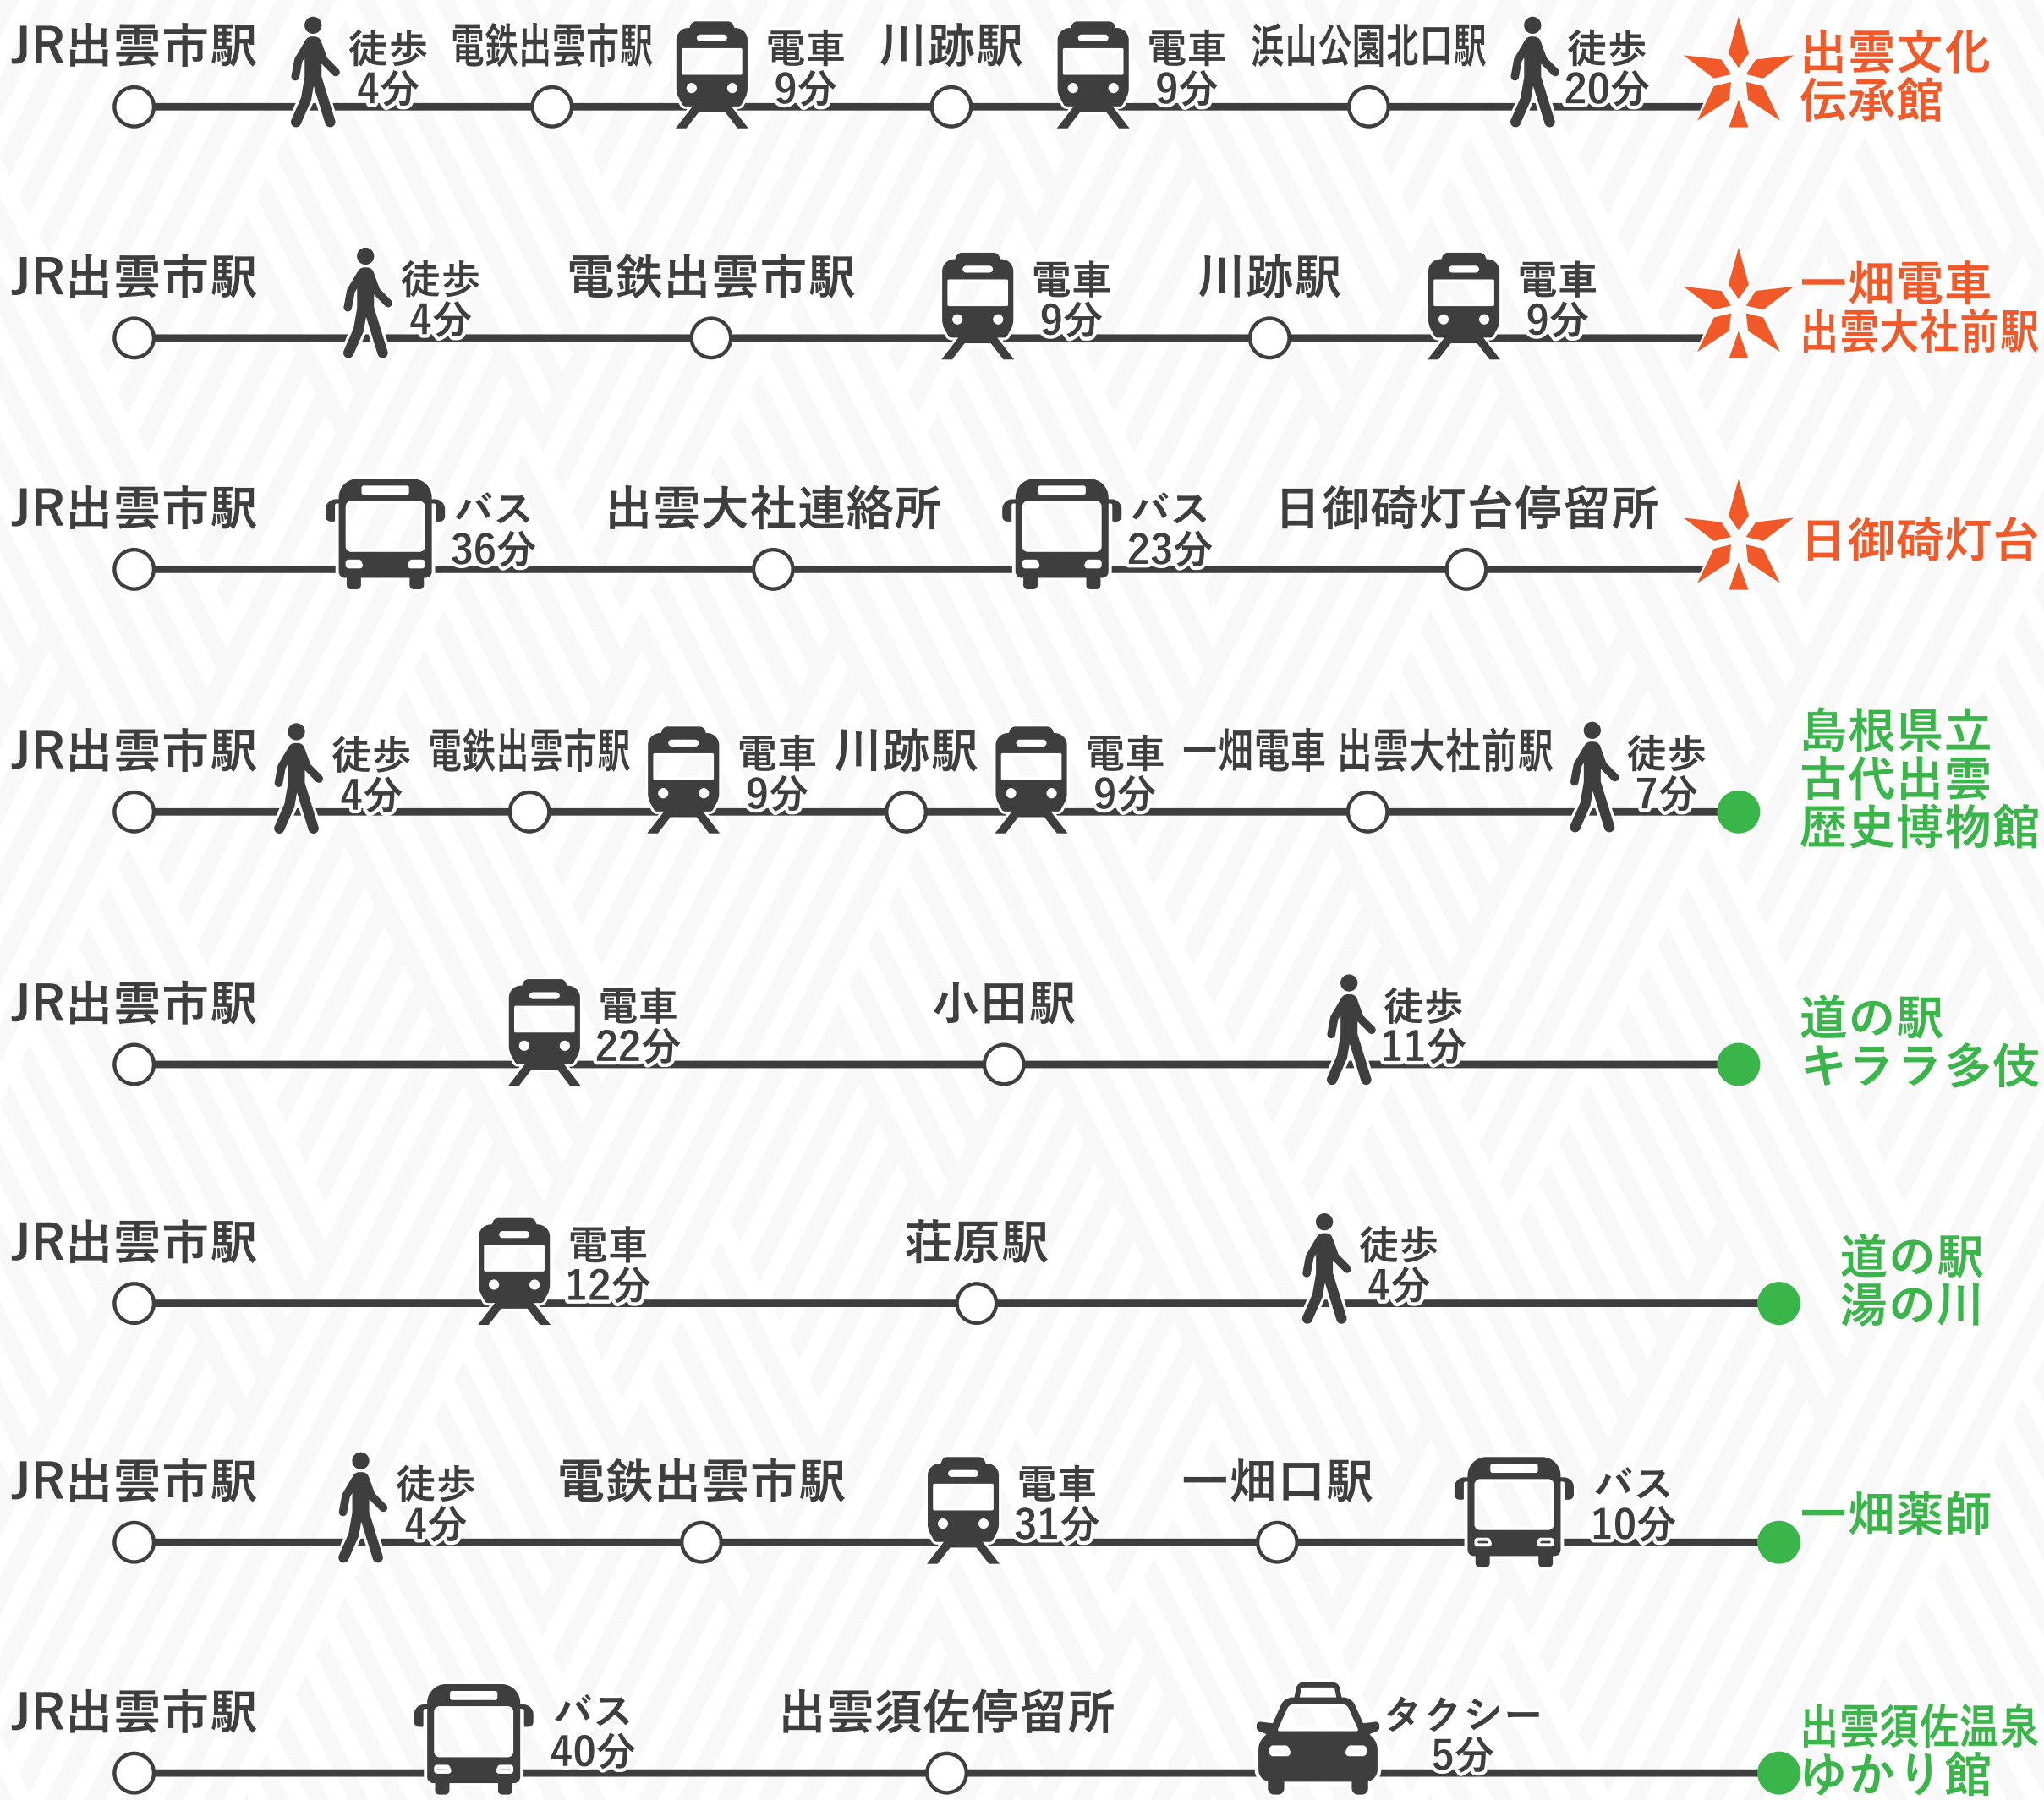 JR出雲市駅 徒歩 電鉄出雲市駅 電車 川跡駅 電車 浜山公園北口駅 徒歩 出雲文化
4分 9分 9分 20分 伝承館
JR出雲市駅 徒歩 電鉄出雲市駅 電車 川跡駅 電車 一畑電車
4分 9分 9分 出雲大社前駅
JR出雲市駅 バス 出雲大社連絡所 バス 日御碕灯台停留所 日御碕灯台
36分 23分
島根県立
JR出雲市駅 徒歩 電鉄出雲市駅 電車 川跡駅 電車 一畑電車 出雲大社前駅 徒歩 古代出雲
4分 9分 9分 7分 歴史博物館
JR出雲市駅 電車 小田駅 徒歩 道の駅
22分 11分 キララ多伎
JR出雲市駅 電車 荘原駅 徒歩 道の駅
12分 4分 湯の川
JR出雲市駅 徒歩 電鉄出雲市駅 電車 一畑口駅 バス 一畑薬師
4分 31分 10分
JR出雲市駅 バス 出雲須佐停留所 タクシー 出雲須佐温泉
40分 5分 ゆかり館